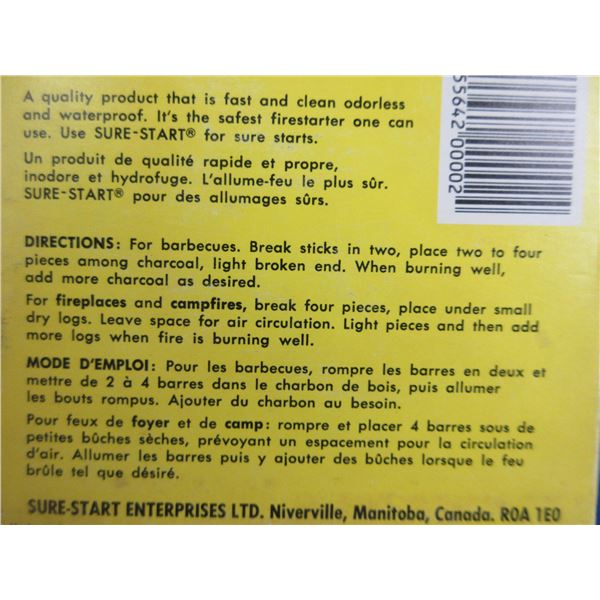 A quality product that is fast and clean odorless
and waterproof. It's the safest firestarter one can
use. Use SURE-START® for sure starts.
Un produit de qualité rapide et propre,
inodore et hydrofuge. L'allume-feu le plus sûr.
SURE-START® pour des allumages sûrs.
55642 00002
DIRECTIONS: For barbecues. Break sticks in two, place two to four
pieces among charcoal, light broken end. When burning well,
add more charcoal as desired.
For fireplaces and campfires, break four pieces, place under small
dry logs. Leave space for air circulation. Light pieces and then add
more logs when fire is burning well.
MODE D'EMPLOI: Pour les barbecues, rompre les barres en deux et
mettre de 2 à 4 barres dans le charbon de bois, puis allumer
les bouts rompus. Ajouter du charbon au besoin.
Pour feux de foyer et de camp: rompre et placer 4 barres sous de
petites bûches sèches, prévoyant un espacement pour la circulation
d'air. Allumer les barres puis y ajouter des bûches lorsque le feu
brûle tel que désiré.
SURE-START ENTERPRISES LTD. Niverville, Manitoba, Canada. R0A 1E0